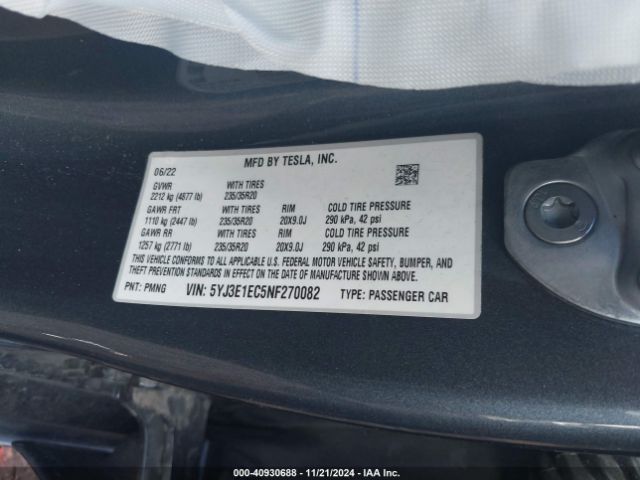 MFD BY TESLA, INC.
06/22
GVWR WITH TIRES
2212 kg (4877 lb) 235/35R20
GAWR FRT WITH TIRES RIM COLD TIRE PRESSURE
1110 kg (2447 lb) 235/35R20 20X9.0J 290 kPa, 42 psi
GAWR RR WITH TIRES RIM COLD TIRE PRESSURE
1257 kg (2771 lb) 235/35R20 20X9.0J 290 kPa, 42 psi
THIS VEHICLE CONFORMS TO ALL APPLICABLE U.S. FEDERAL MOTOR VEHICLE SAFETY, BUMPER, AND
THEFT PREVENTION STANDARDS IN EFFECT ON THE DATE OF MANUFACTURE SHOWN ABOVE.
PNT: PMNG VIN: 5YJ3E1EC5NF270082 TYPE: PASSENGER CAR
000-40930688 - 11/21/2024 - IAA Inc.